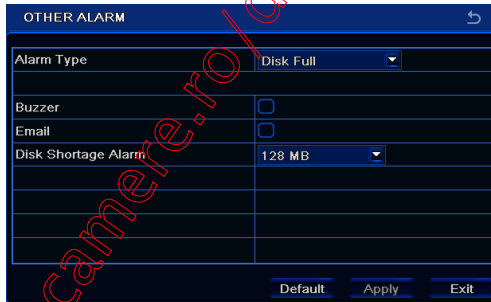 OTHER ALARM
Alarm Type Disk Full
Buzzer
Email
Disk Shortage Alarm 128 MB
Default Apply Exit
camere.ro